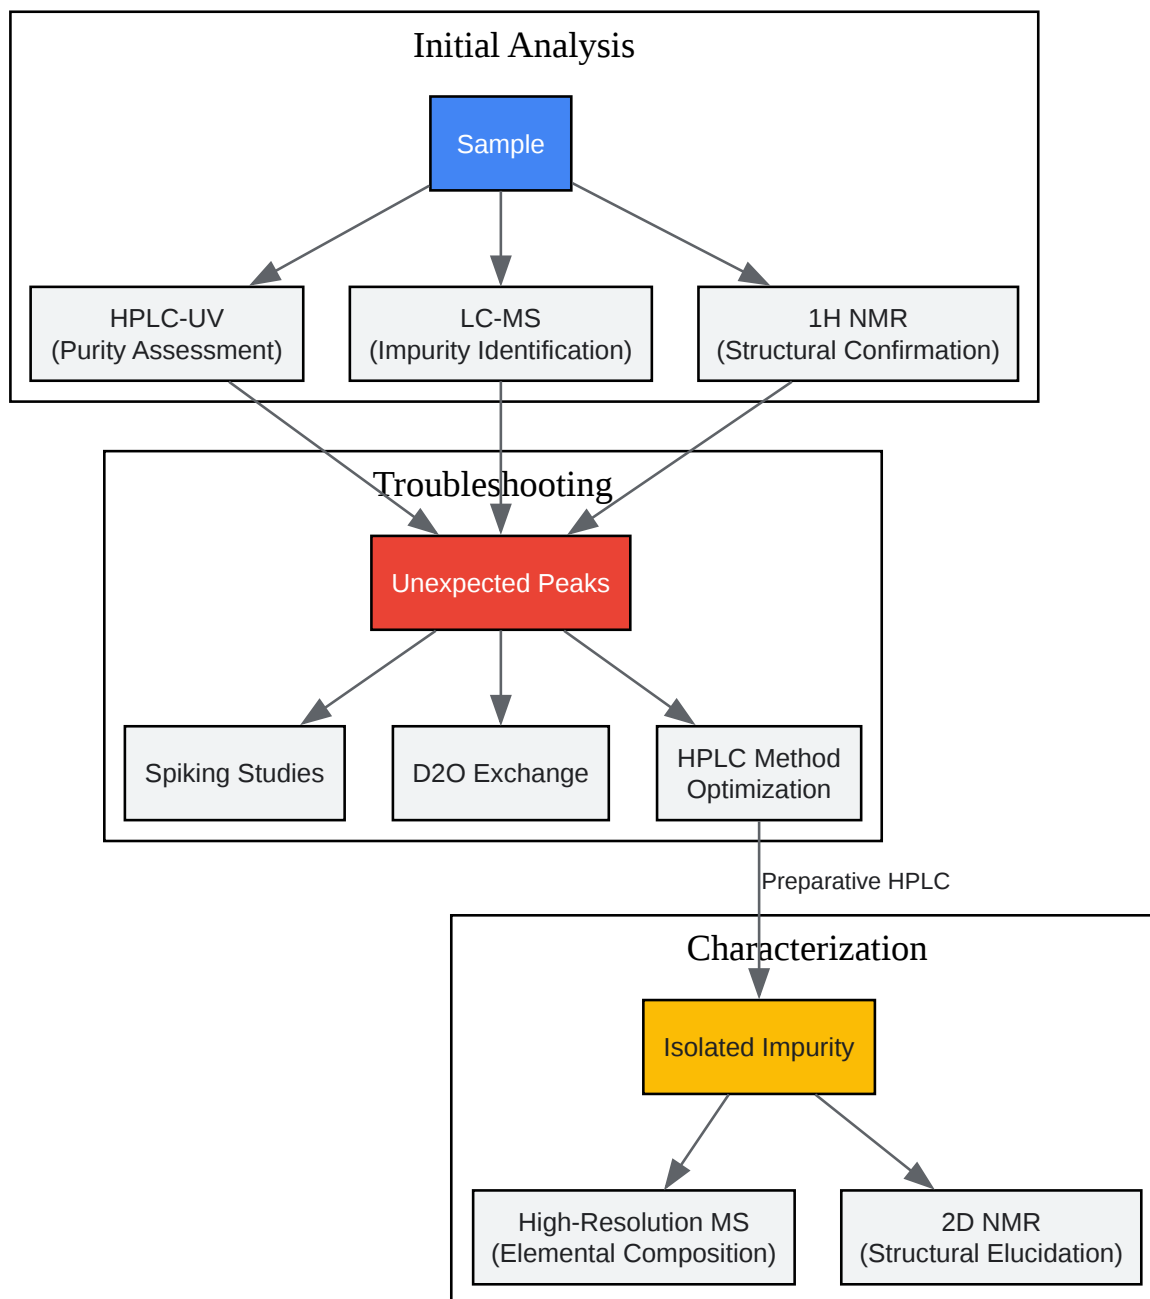 Initial Analysis
Sample
HPLC-UV
(Purity Assessment)
LC-MS
(Impurity Identification)
1H NMR
(Structural Confirmation)
Troubleshooting
Unexpected Peaks
Spiking Studies
D2O Exchange
HPLC Method
Optimization
Preparative HPLC
Characterization
Isolated Impurity
High-Resolution MS
(Elemental Composition)
2D NMR
(Structural Elucidation)